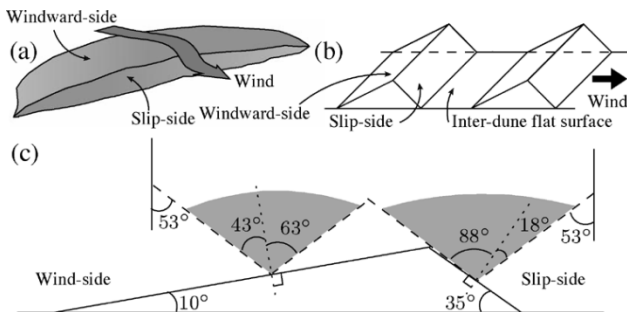 Windward-side
(a)
Wind
Slip-side
(b)
Windward-side
Slip-side
Inter-dune flat surface
Wind
(c)
53°
43°
63°
88°
18°
53°
Wind-side
10°
35°
Slip-side